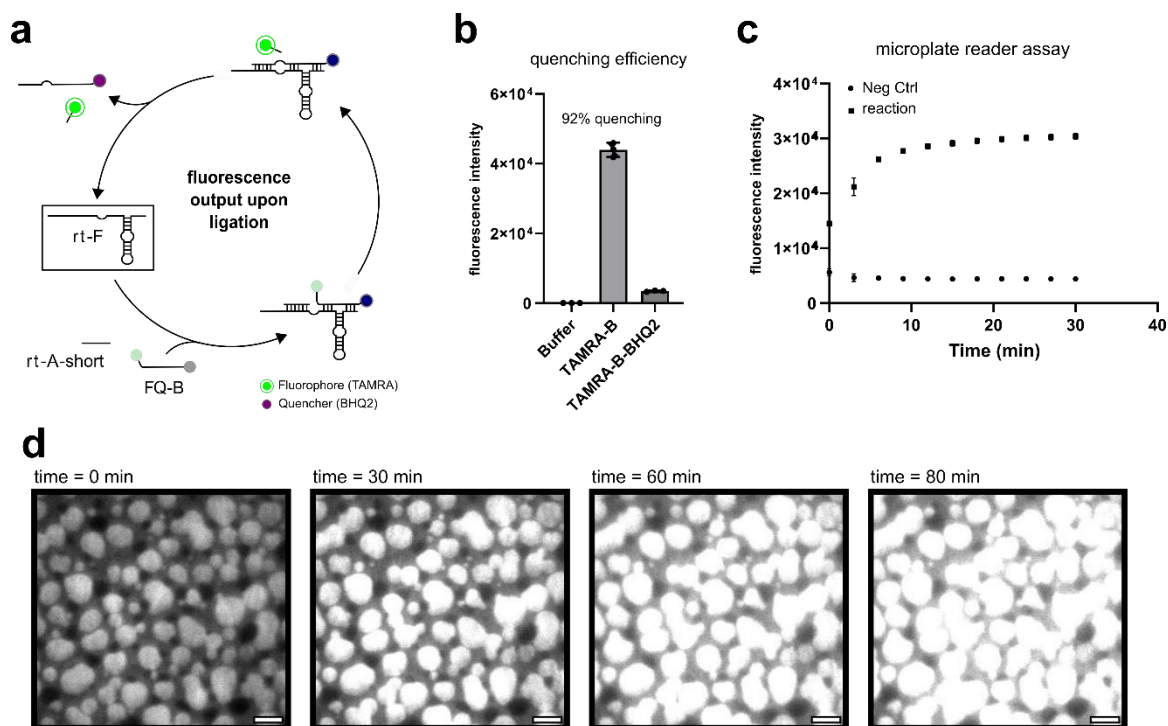 a
fluorescence
output upon
ligation
rt-F
rt-A-short
FQ-B
Fluorophore (TAMRA)
Quencher (BHQ2)
b
quenching efficiency
6×10⁴
4×10⁴
2×10⁴
0
fluorescence intensity
92% quenching
Buffer
TAMRA-B
TAMRA-B-BHQ2
c
microplate reader assay
4×10⁴
3×10⁴
2×10⁴
1×10⁴
0
fluorescence intensity
Neg Ctrl
reaction
0 10 20 30 40
Time (min)
d
time = 0 min
time = 30 min
time = 60 min
time = 80 min